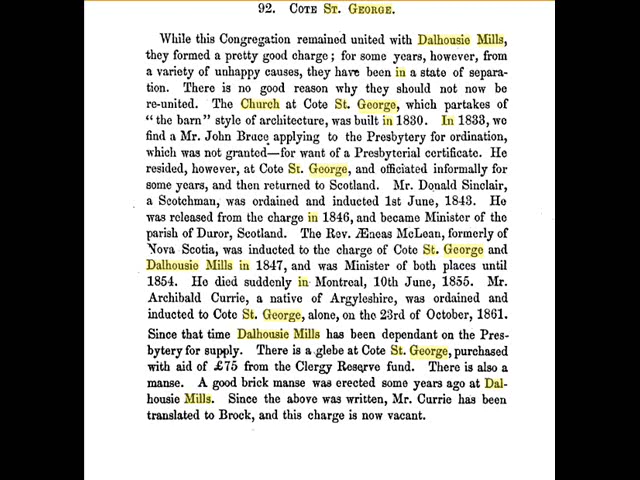 92. COTE ST. GEORGE.
While this Congregation remained united with Dalhousie Mills,
they formed a pretty good charge; for some years, however, from
a variety of unhappy causes, they have been in a state of separa-
tion. There is no good reason why they should not now be
re-united. The Church at Cote St. George, which partakes of
"the barn" style of architecture, was built in 1830. In 1833, we
find a Mr. John Bruce applying to the Presbytery for ordination,
which was not granted—for want of a Presbyterial certificate. He
resided, however, at Cote St. George, and officiated informally for
some years, and then returned to Scotland. Mr. Donald Sinclair,
a Scotchman, was ordained and inducted 1st June, 1843. He
was released from the charge in 1846, and became Minister of the
parish of Duror, Scotland. The Rev. Æneas McLean, formerly of
Nova Scotia, was inducted to the charge of Cote St. George and
Dalhousie Mills in 1847, and was Minister of both places until
1854. He died suddenly in Montreal, 10th June, 1855. Mr.
Archibald Currie, a native of Argyleshire, was ordained and
inducted to Cote St. George, alone, on the 23rd of October, 1861.
Since that time Dalhousie Mills has been dependant on the Pres-
bytery for supply. There is a glebe at Cote St. George, purchased
with aid of £75 from the Clergy Reserve fund. There is also a
manse. A good brick manse was erected some years ago at Dal-
housie Mills. Since the above was written, Mr. Currie has been
translated to Brock, and this charge is now vacant.